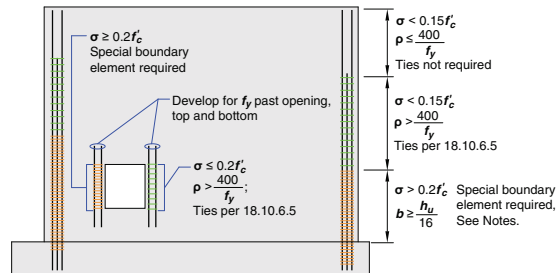 σ ≥ 0.2f′c
Special boundary
element required
Develop for fy past opening,
top and bottom
σ ≤ 0.2f′c
ρ > 400/fy;
Ties per 18.10.6.5
σ < 0.15f′c
ρ ≤ 400/fy
Ties not required
σ < 0.15f′c
ρ > 400/fy
Ties per 18.10.6.5
σ > 0.2f′c Special boundary
b ≥ hu/16 element required,
See Notes.